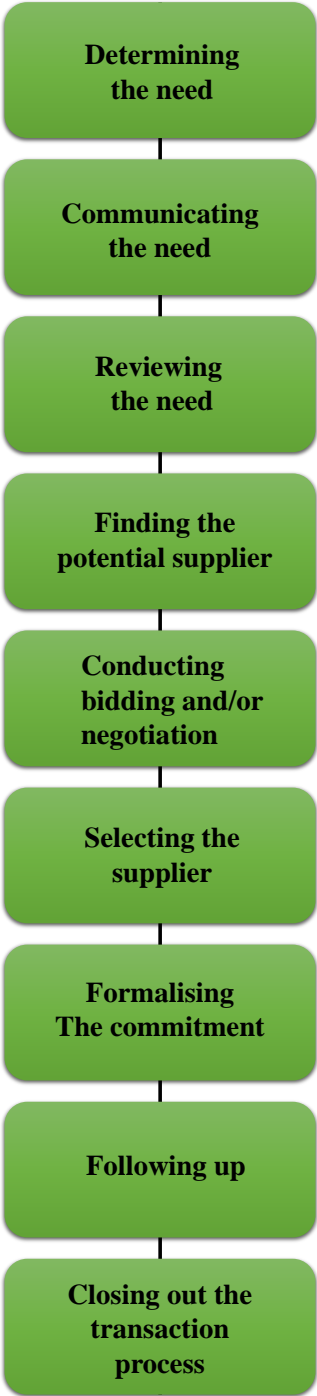 Determining
the need
Communicating
the need
Reviewing
the need
Finding the
potential supplier
Conducting
bidding and/or
negotiation
Selecting the
supplier
Formalising
The commitment
Following up
Closing out the
transaction
process